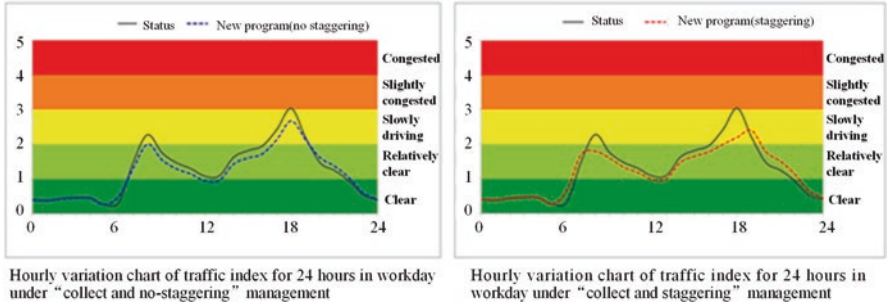 Status New program(no staggering)
5
4
3
2
1
0
Congested
Slightly
congested
Slowly
driving
Relatively
clear
Clear
0 6 12 18 24
Hourly variation chart of traffic index for 24 hours in workday
under “collect and no-staggering” management
Status New program(staggering)
5
4
3
2
1
0
Congested
Slightly
congested
Slowly
driving
Relatively
clear
Clear
0 6 12 18 24
Hourly variation chart of traffic index for 24 hours in
workday under “collect and staggering” management